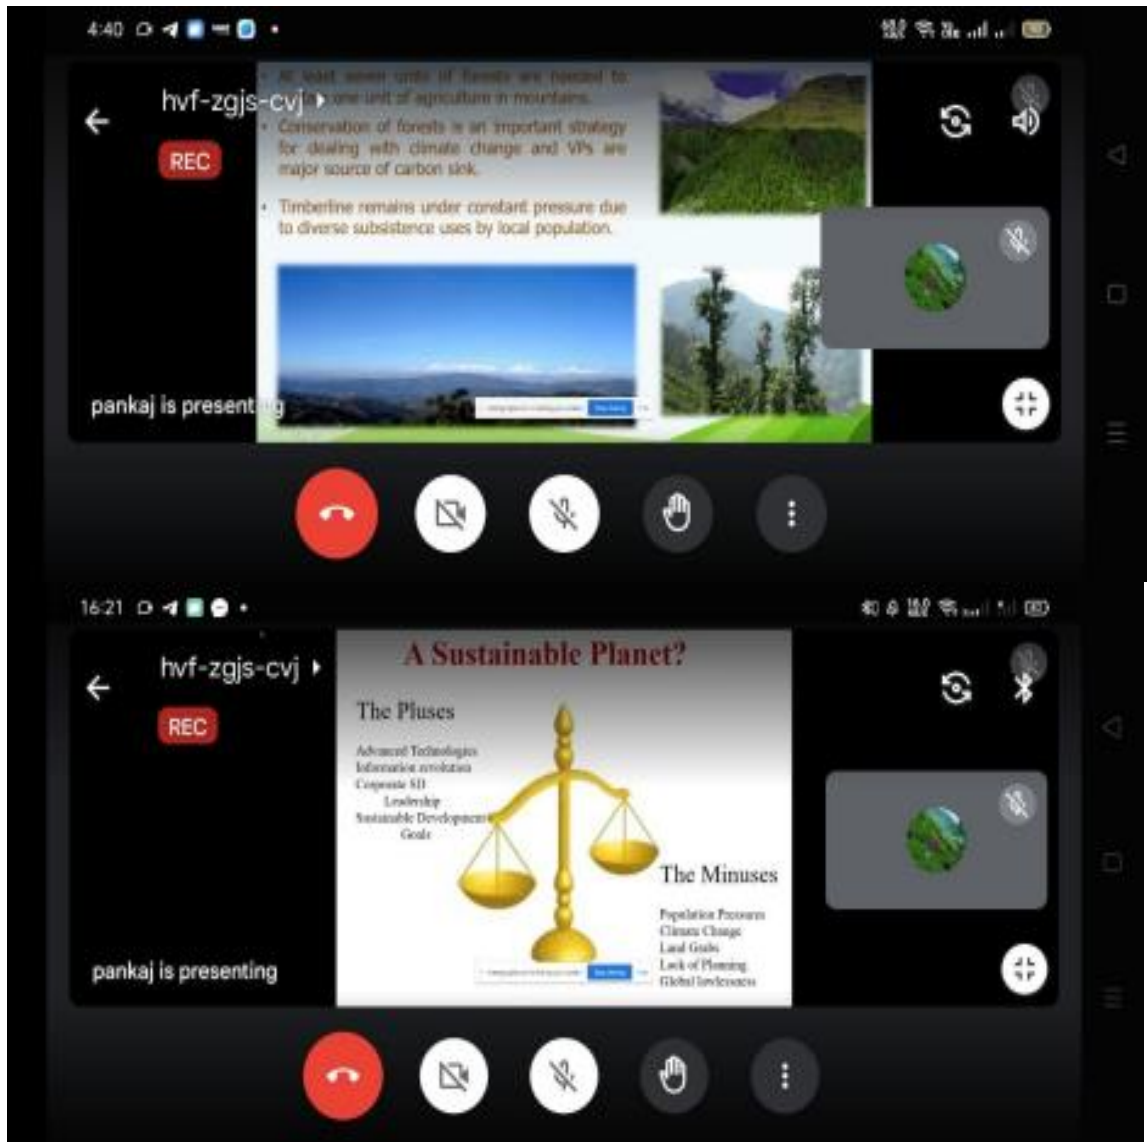 4:40
At least seven units of forests are needed to
hvf-zgjs-cvj
one unit of agriculture in mountains.
REC
Conservation of forests is an important strategy
for dealing with climate change and VPs are
major source of carbon sink.
Timberline remains under constant pressure due
to diverse subsistence uses by local population.
pankaj is presenting
16:21
hvf-zgjs-cvj
REC
A Sustainable Planet?
The Pluses
Advanced Technologies
Information revolution
Corporate SD
Leadership
Sustainable Development
Goals
The Minuses
Population Pressures
Climate Change
Land Grabs
Lack of Planning
Global lawlessness
pankaj is presenting